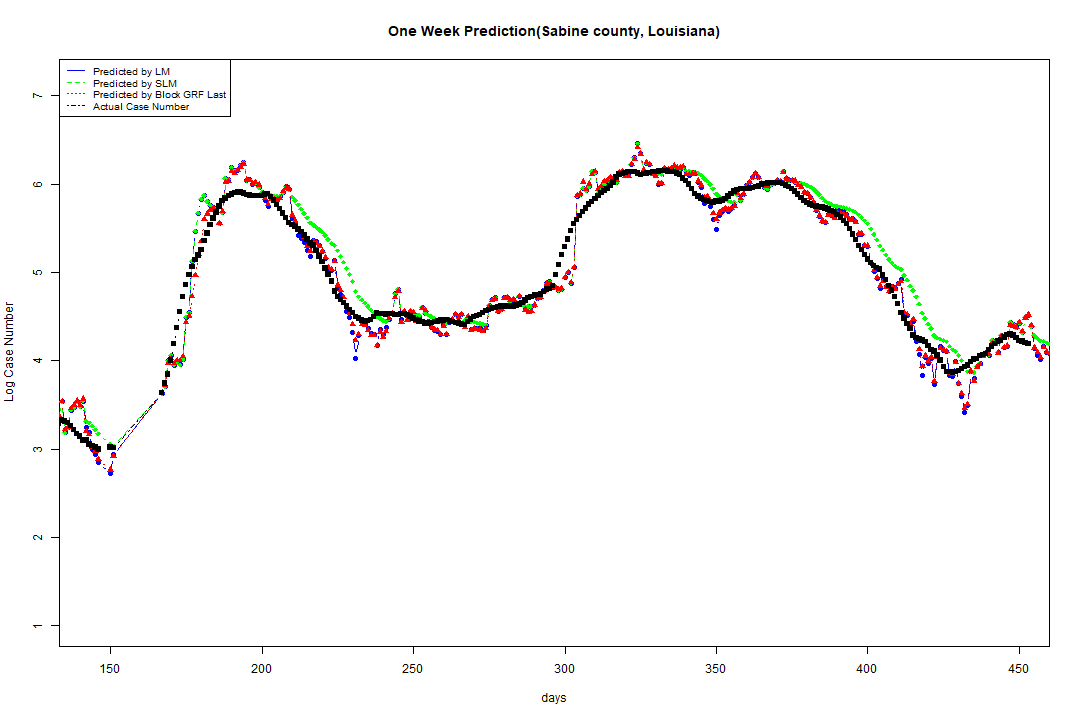 One Week Prediction(Sabine county, Louisiana)
Predicted by LM
Predicted by SLM
Predicted by Block GRF Last
Actual Case Number
7
6
5
4
3
2
1
Log Case Number
150 200 250 300 350 400 450
days